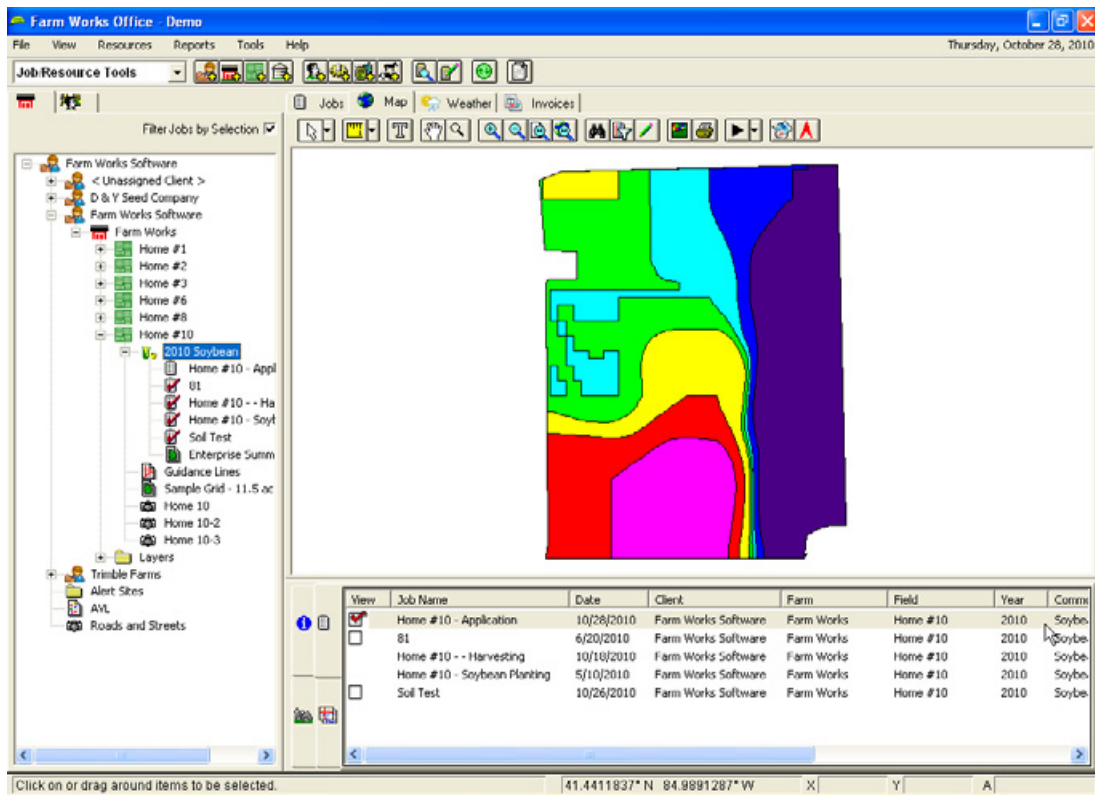 Farm Works Office - Demo
File View Resources Reports Tools Help Thursday, October 28, 2010
Job/Resource Tools
Jobs Map Weather Invoices
Filter Jobs by Selection
Farm Works Software
< Unassigned Client >
D & Y Seed Company
Farm Works Software
Farm Works
Home #1
Home #2
Home #3
Home #6
Home #8
Home #10
2010 Soybean
Home #10 - Appl
81
Home #10 - - Ha
Home #10 - Soyt
Soil Test
Enterprise Summ
Guidance Lines
Sample Grid - 11.5 ac
Home 10
Home 10-2
Home 10-3
Layers
Trimble Farms
Alert Sites
AVL
Roads and Streets
View Job Name Date Client Farm Field Year Commo
Home #10 - Application 10/28/2010 Farm Works Software Farm Works Home #10 2010 Soybe
81 6/20/2010 Farm Works Software Farm Works Home #10 2010 Soybe
Home #10 - - Harvesting 10/18/2010 Farm Works Software Farm Works Home #10 2010 Soybe
Home #10 - Soybean Planting 5/10/2010 Farm Works Software Farm Works Home #10 2010 Soybe
Soil Test 10/26/2010 Farm Works Software Farm Works Home #10 2010 Soybe
Click on or drag around items to be selected. 41.4411837° N 84.9891287° W X Y A